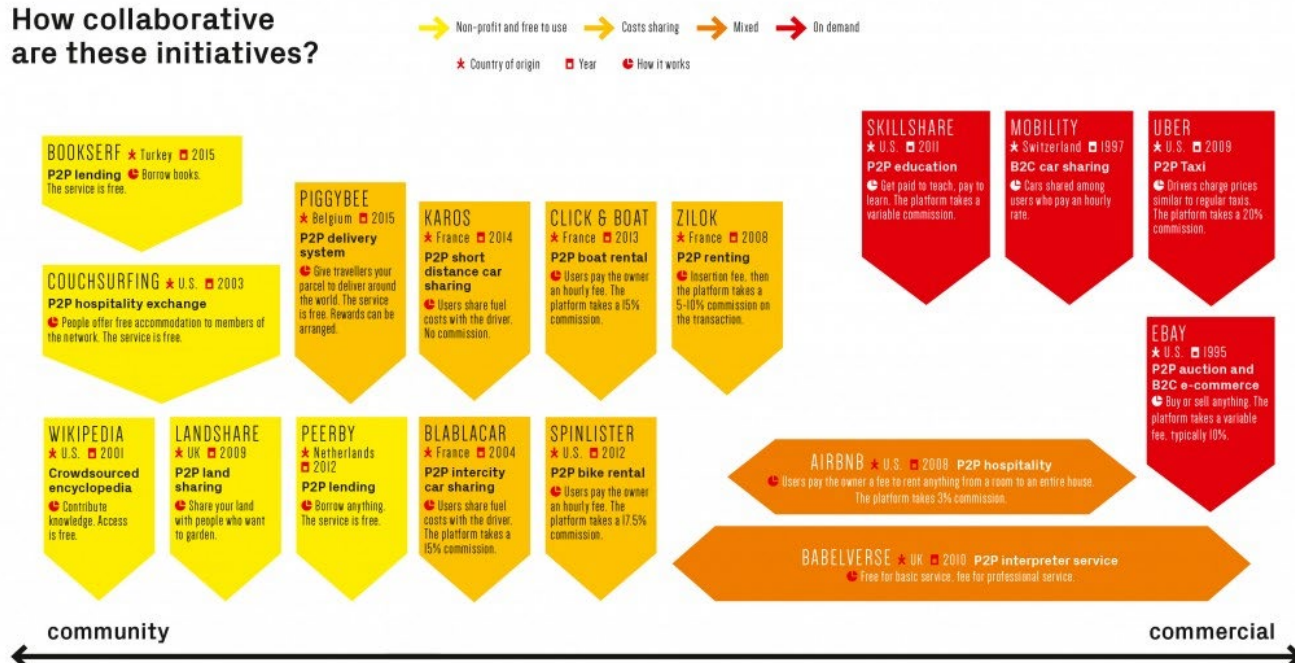 How collaborative
are these initiatives?
Non-profit and free to use
Costs sharing
Mixed
On demand
Country of origin
Year
How it works
BOOKSERF Turkey 2015
P2P lending Borrow books.
The service is free.
COUCHSURFING U.S. 2003
P2P hospitality exchange
People offer free accommodation to members of
the network. The service is free.
PIGGYBEE
Belgium 2015
P2P delivery
system
Give travellers your
parcel to deliver around
the world. The service
is free. Rewards can be
arranged.
KAROS
France 2014
P2P short
distance car
sharing
Users share fuel
costs with the driver.
No commission.
CLICK & BOAT
France 2013
P2P boat rental
Users pay the owner
an hourly fee. The
platform takes a 15%
commission.
ZILOK
France 2008
P2P renting
Insertion fee, then
the platform takes a
5-10% commission on
the transaction.
SKILLSHARE
U.S. 2011
P2P education
Get paid to teach, pay to
learn. The platform takes a
variable commission.
MOBILITY
Switzerland 1997
B2C car sharing
Cars shared among
users who pay an hourly
rate.
UBER
U.S. 2009
P2P Taxi
Drivers charge prices
similar to regular taxis.
The platform takes a 20%
commission.
EBAY
U.S. 1995
P2P auction and
B2C e-commerce
Buy or sell anything. The
platform takes a variable
fee, typically 10%.
WIKIPEDIA
U.S. 2001
Crowdsourced
encyclopedia
Contribute
knowledge. Access
is free.
LANDSHARE
UK 2009
P2P land
sharing
Share your land
with people who want
to garden.
PEERBY
Netherlands
2012
P2P lending
Borrow anything.
The service is free.
BLABLACAR
France 2004
P2P intercity
car sharing
Users share fuel
costs with the driver.
The platform takes a
15% commission.
SPINLISTER
U.S. 2012
P2P bike rental
Users pay the owner
an hourly fee. The
platform takes a 17.5%
commission.
AIRBNB U.S. 2008 P2P hospitality
Users pay the owner a fee to rent anything from a room to an entire house.
The platform takes 3% commission.
BABELVERSE UK 2010 P2P interpreter service
Free for basic service, fee for professional service.
community
commercial